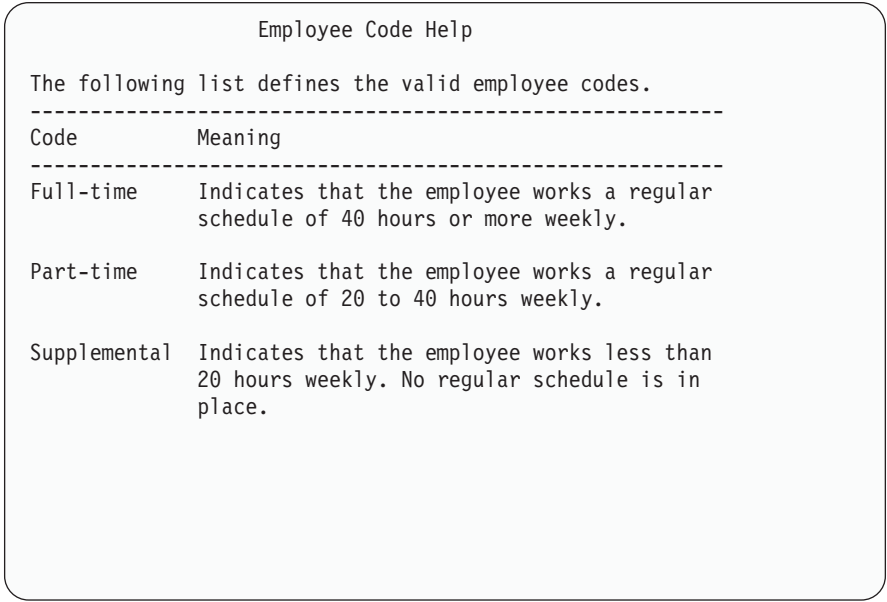 Employee Code Help
The following list defines the valid employee codes.
----------------------------------------------------------
Code Meaning
----------------------------------------------------------
Full-time Indicates that the employee works a regular
schedule of 40 hours or more weekly.
Part-time Indicates that the employee works a regular
schedule of 20 to 40 hours weekly.
Supplemental Indicates that the employee works less than
20 hours weekly. No regular schedule is in
place.